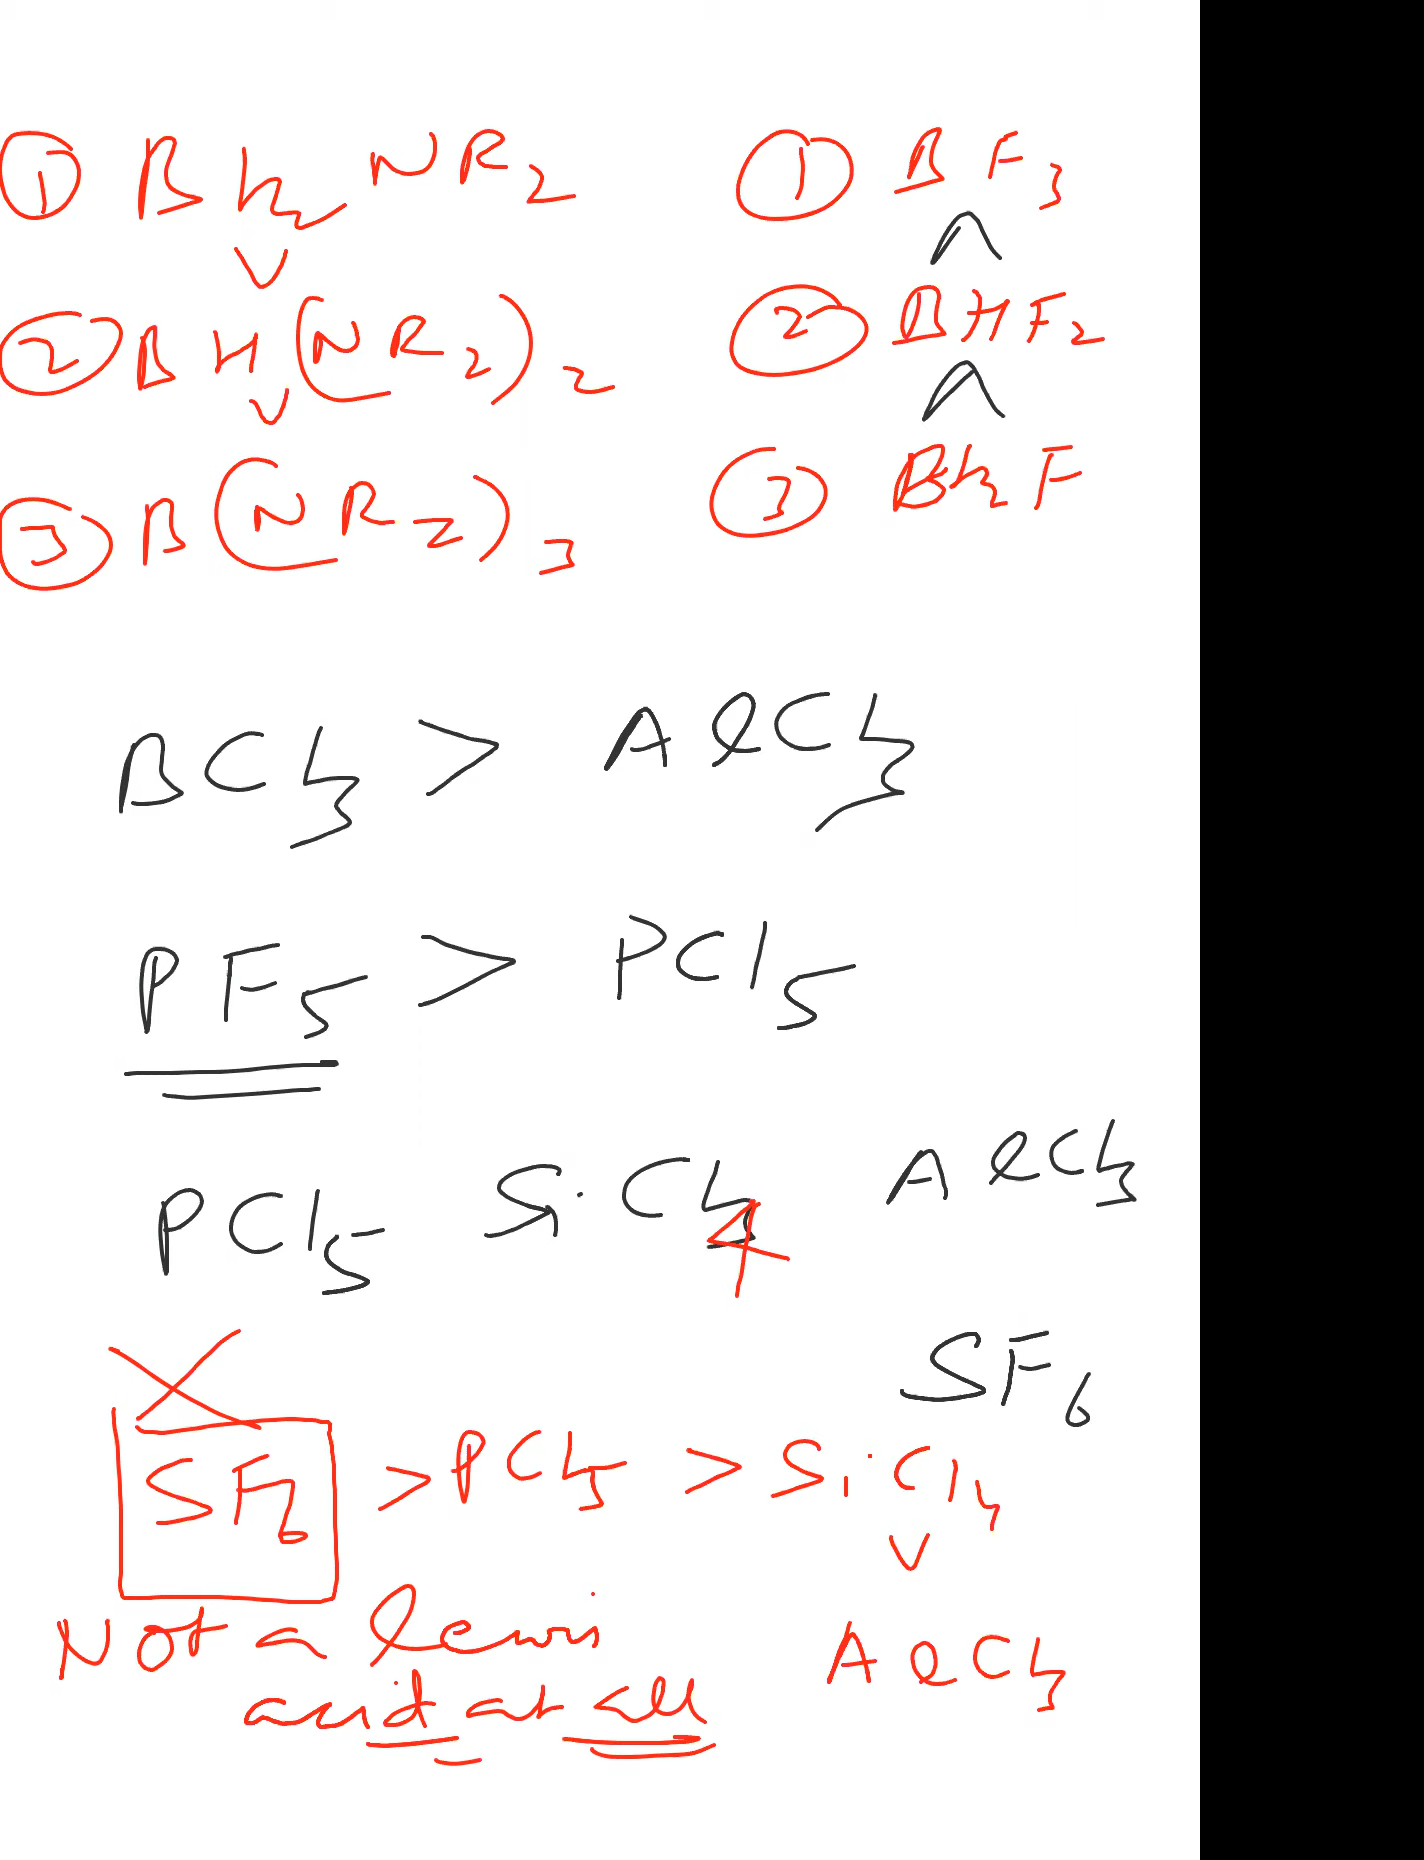 ① BH₂NR₂
∨
② BH(NR₂)₂
∨
③ B(NR₂)₃
① BF₃
∧
② BHF₂
∧
③ BH₂F
BCl₃ > AlCl₃
PF₅ > PCl₅
PCl₅ SiCl₄ AlCl₃
SF₆
SF₆ > PCl₅ > SiCl₄
∨
AlCl₃
Not a lewis
acid at all